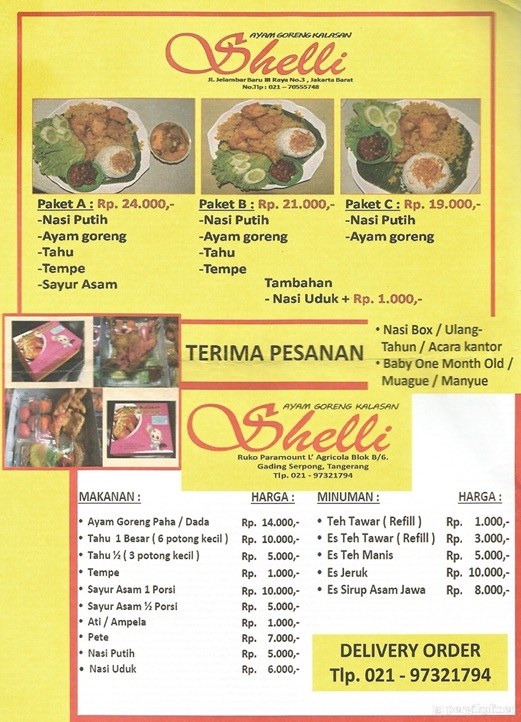 AYAM GORENG KALASAN
Shelli
Jl. Jelambar Baru III Raya No.3 , Jakarta Barat
No.Tlp : 021 – 70555748
Paket A : Rp. 24.000,-
-Nasi Putih
-Ayam goreng
-Tahu
-Tempe
-Sayur Asam
Paket B : Rp. 21.000,-
-Nasi Putih
-Ayam goreng
-Tahu
-Tempe
Paket C : Rp. 19.000,-
-Nasi Putih
-Ayam goreng
Tambahan
- Nasi Uduk + Rp. 1.000,-
TERIMA PESANAN
• Nasi Box / Ulang-
Tahun / Acara kantor
• Baby One Month Old /
Muague / Manyue
AYAM GORENG KALASAN
Shelli
Ruko Paramount L' Agricola Blok B/6.
Gading Serpong, Tangerang
Tlp. 021 - 97321794
MAKANAN : HARGA :
• Ayam Goreng Paha / Dada Rp. 14.000,-
• Tahu 1 Besar ( 6 potong kecil ) Rp. 10.000,-
• Tahu ½ ( 3 potong kecil ) Rp. 5.000,-
• Tempe Rp. 1.000,-
• Sayur Asam 1 Porsi Rp. 10.000,-
• Sayur Asam ½ Porsi Rp. 5.000,-
• Ati / Ampela Rp. 1.000,-
• Pete Rp. 7.000,-
• Nasi Putih Rp. 5.000,-
• Nasi Uduk Rp. 6.000,-
MINUMAN : HARGA :
• Teh Tawar ( Refill ) Rp. 1.000,-
• Es Teh Tawar ( Refill ) Rp. 3.000,-
• Es Teh Manis Rp. 5.000,-
• Es Jeruk Rp. 10.000,-
• Es Sirup Asam Jawa Rp. 8.000,-
DELIVERY ORDER
Tlp. 021 - 97321794